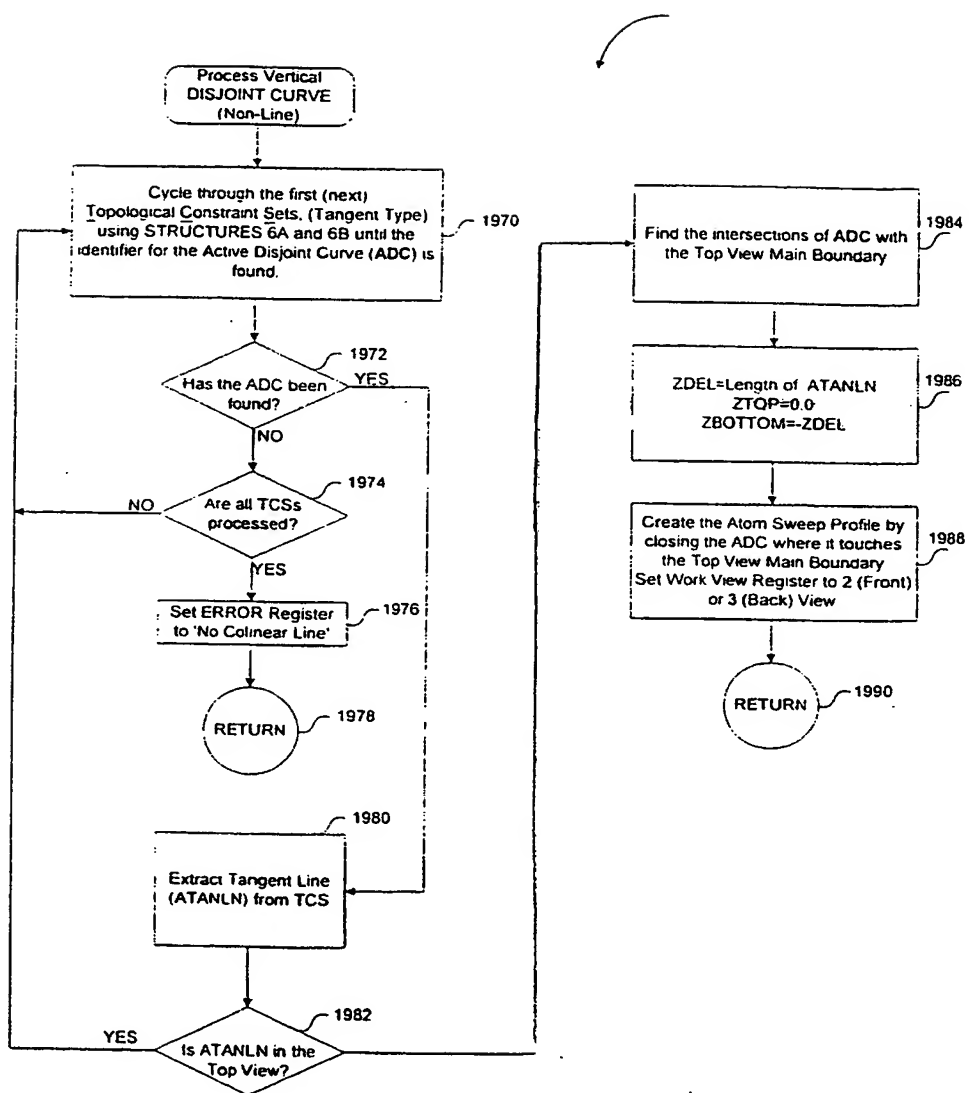 Process Vertical
DISJOINT CURVE
(Non-Line)
Cycle through the first (next)
Topological Constraint Sets, (Tangent Type)
using STRUCTURES 6A and 6B until the
identifier for the Active Disjoint Curve (ADC) is
found.
1970
1972
Has the ADC been
found?
YES
NO
1974
Are all TCSs
processed?
NO
YES
Set ERROR Register
to 'No Colinear Line'
1976
RETURN
1978
1980
Extract Tangent Line
(ATANLN) from TCS
1982
Is ATANLN in the
Top View?
YES
Find the intersections of ADC with
the Top View Main Boundary
1984
ZDEL=Length of ATANLN
ZTOP=0.0
ZBOTTOM=-ZDEL
1986
Create the Atom Sweep Profile by
closing the ADC where it touches
the Top View Main Boundary
Set Work View Register to 2 (Front)
or 3 (Back) View
1988
RETURN
1990